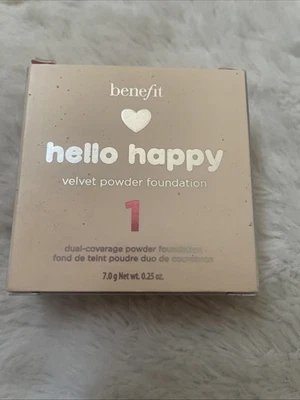 benefit
hello happy
velvet powder foundation
1
dual-coverage powder foundation
fond de teint poudre duo de couvrance
7.0 g Net wt. 0.25 oz.